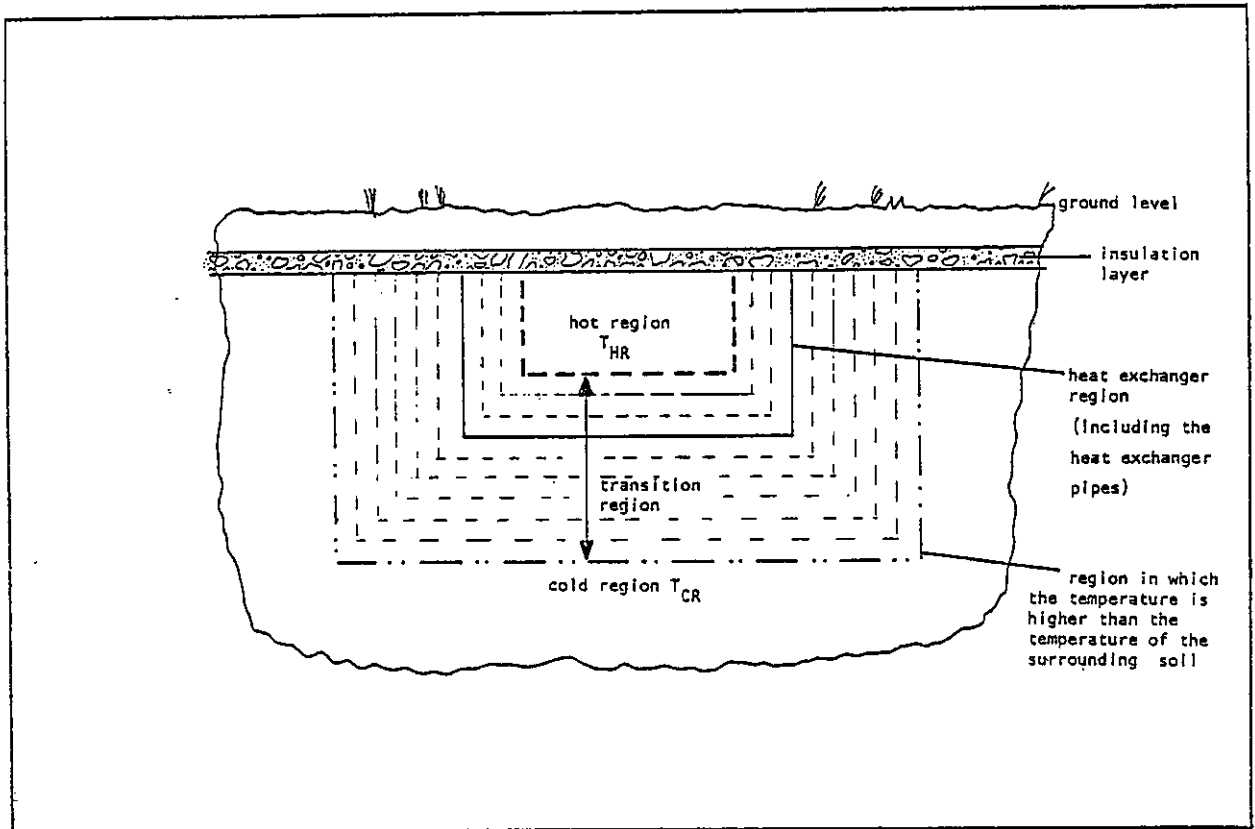 ground level
insulation
layer
hot region
T_HR
heat exchanger
region
(including the
heat exchanger
pipes)
transition
region
cold region T_CR
region in which
the temperature is
higher than the
temperature of the
surrounding soil